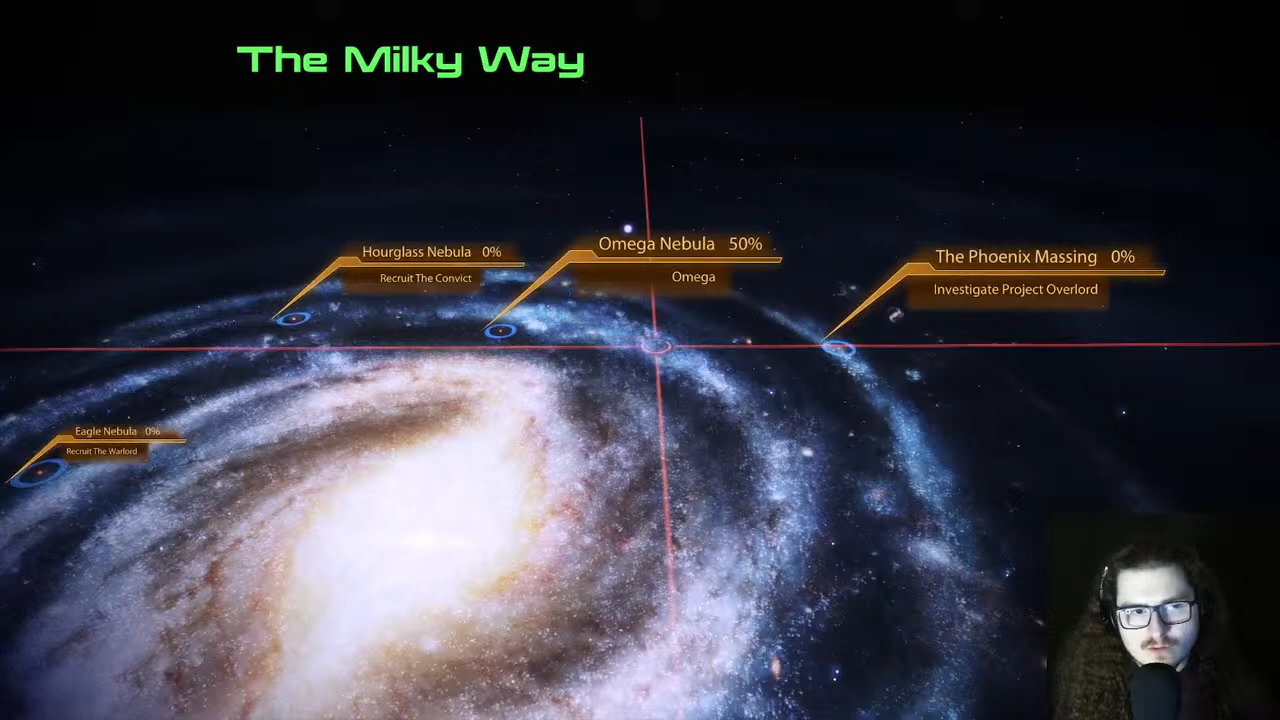 The Milky Way
Hourglass Nebula 0%
Recruit The Convict
Omega Nebula 50%
Omega
The Phoenix Massing 0%
Investigate Project Overlord
Eagle Nebula 0%
Recruit The Warlord